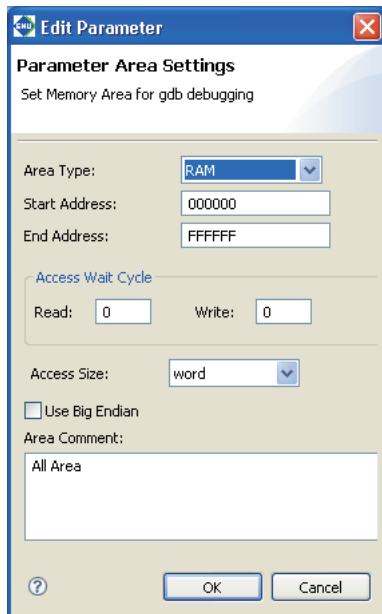 GNU Edit Parameter
Parameter Area Settings
Set Memory Area for gdb debugging
Area Type: RAM
Start Address: 000000
End Address: FFFFFF
Access Wait Cycle
Read: 0 Write: 0
Access Size: word
Use Big Endian
Area Comment:
All Area
?
OK Cancel